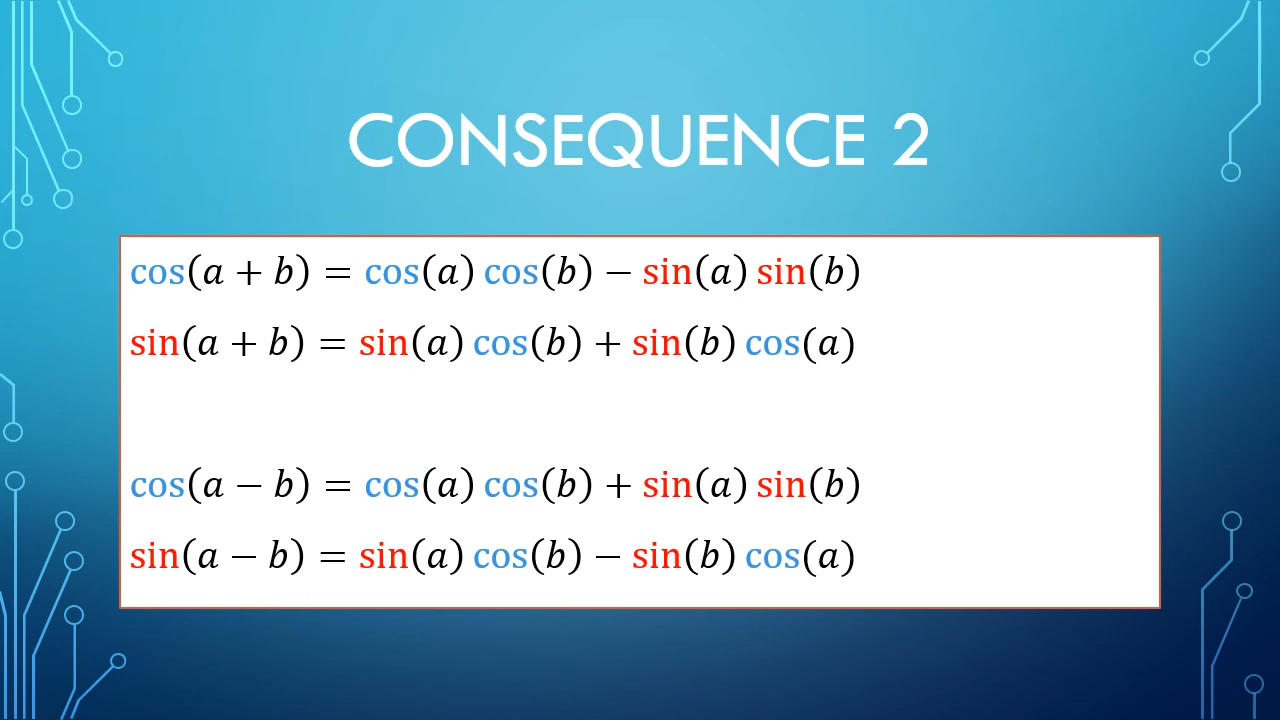 CONSEQUENCE 2
cos(a + b) = cos(a) cos(b) − sin(a) sin(b)
sin(a + b) = sin(a) cos(b) + sin(b) cos(a)
cos(a − b) = cos(a) cos(b) + sin(a) sin(b)
sin(a − b) = sin(a) cos(b) − sin(b) cos(a)